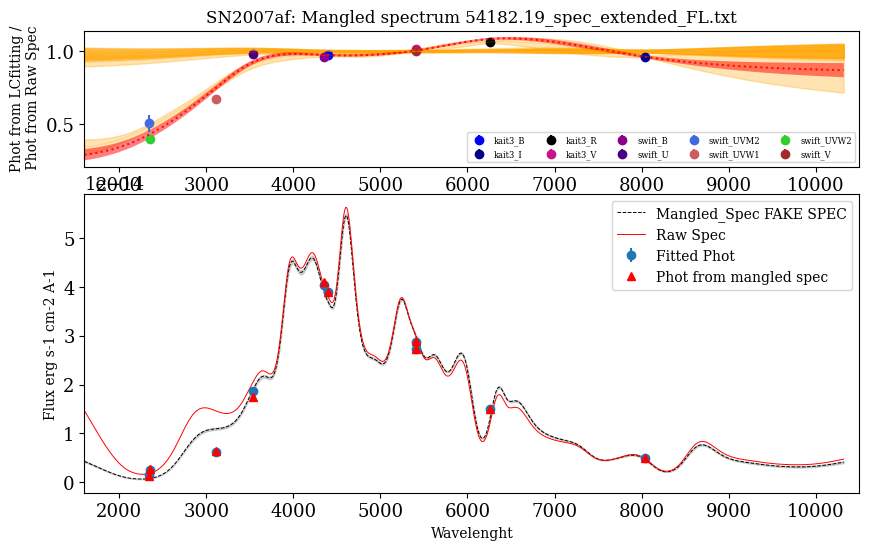 SN2007af: Mangled spectrum 54182.19_spec_extended_FL.txt
Phot from LCfitting /
Phot from Raw Spec
1.0
0.5
kait3_B kait3_R swift_B swift_UVM2 swift_UVW2
kait3_I kait3_V swift_U swift_UVW1 swift_V
2000 3000 4000 5000 6000 7000 8000 9000 10000
1e−14
Flux erg s-1 cm-2 A-1
5
4
3
2
1
0
Mangled_Spec FAKE SPEC
Raw Spec
Fitted Phot
Phot from mangled spec
2000 3000 4000 5000 6000 7000 8000 9000 10000
Wavelenght